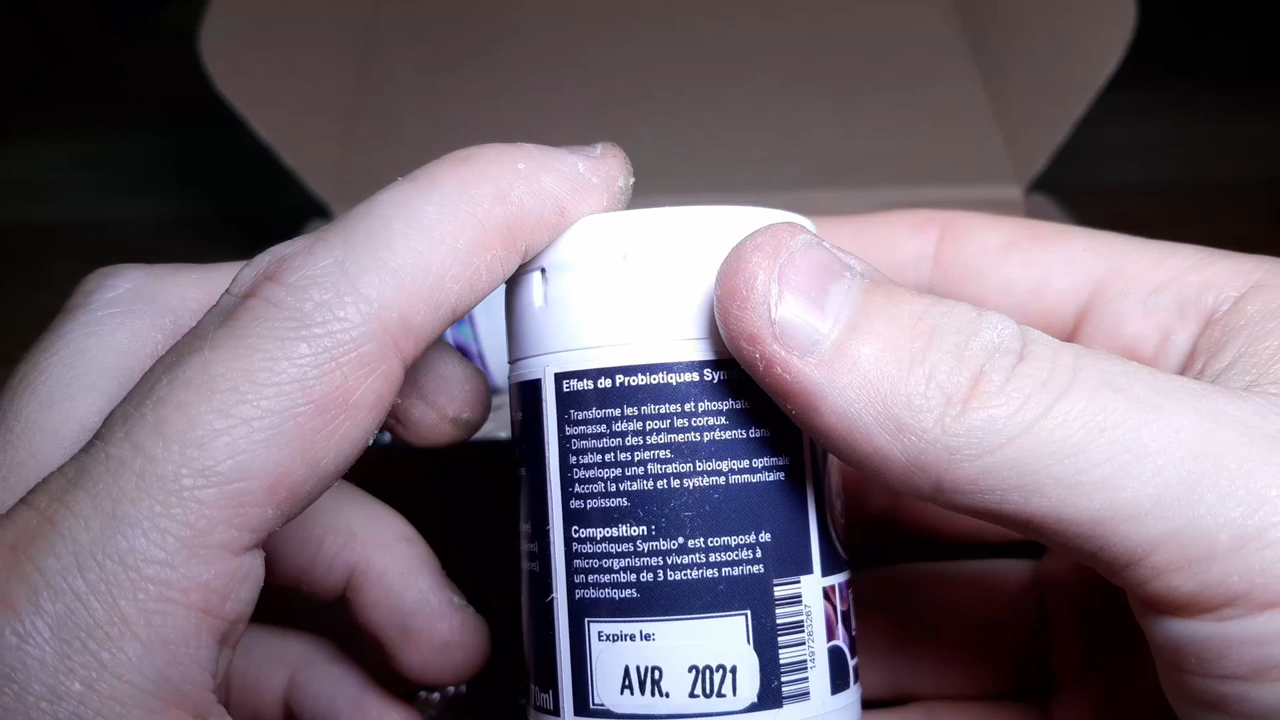 Effets de Probiotiques
- Transforme les nitrates et phosphate
biomasse, idéale pour les coraux.
- Diminution des sédiments présents dans
le sable et les pierres.
- Développe une filtration biologique optimale
- Accroît la vitalité et le système immunitaire
des poissons.
Composition :
Probiotiques Symbio® est composé de
micro-organismes vivants associés à
un ensemble de 3 bactéries marines
probiotiques.
Expire le:
AVR. 2021
1497283267
70ml